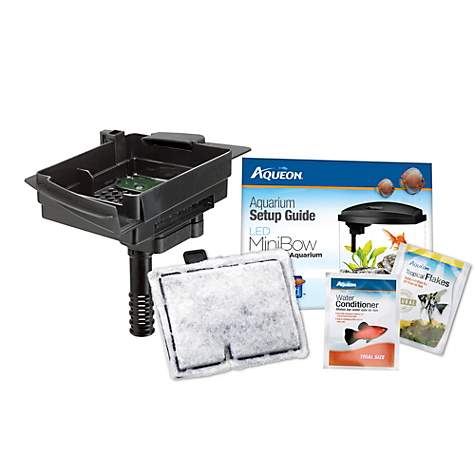 AQUEON
Aquarium
Setup Guide
LED
MiniBow
Aquarium
Aqueon
Water
Conditioner
TRIAL SIZE
Aqueon
Tropical
Flakes